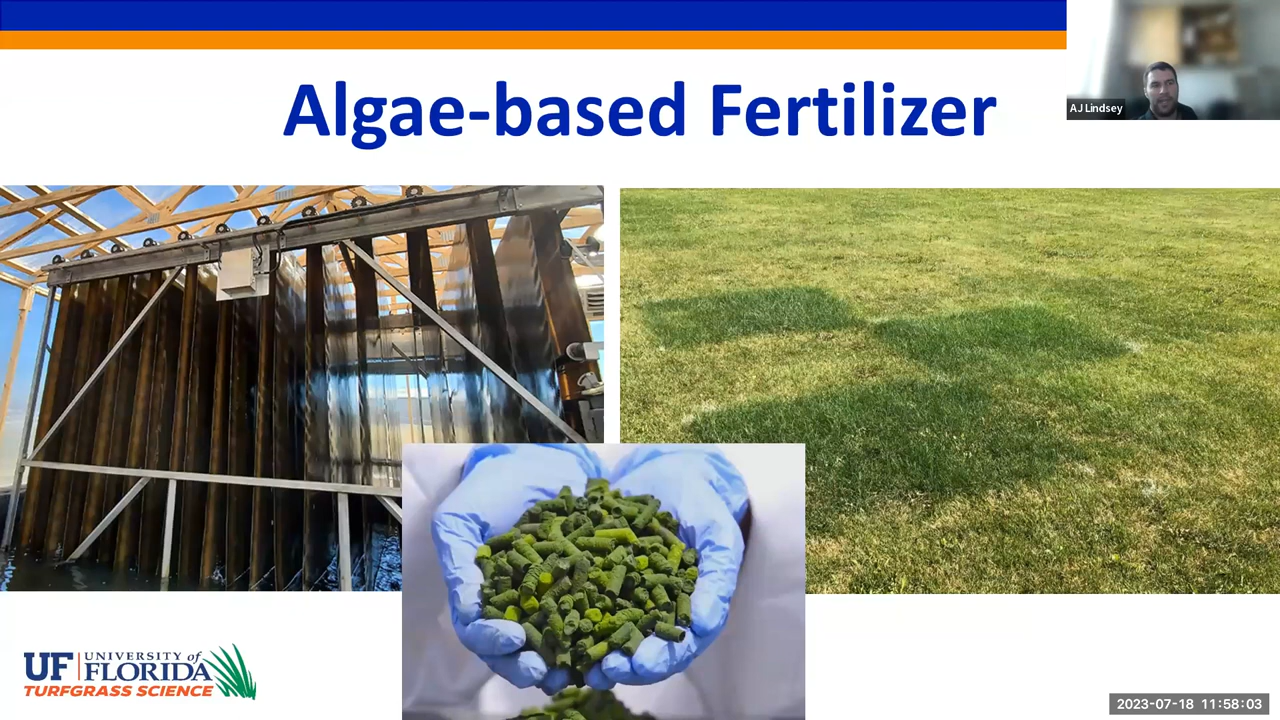 Algae-based Fertilizer
AJ Lindsey
UF UNIVERSITY of
FLORIDA
TURFGRASS SCIENCE
2023-07-18 11:58:03